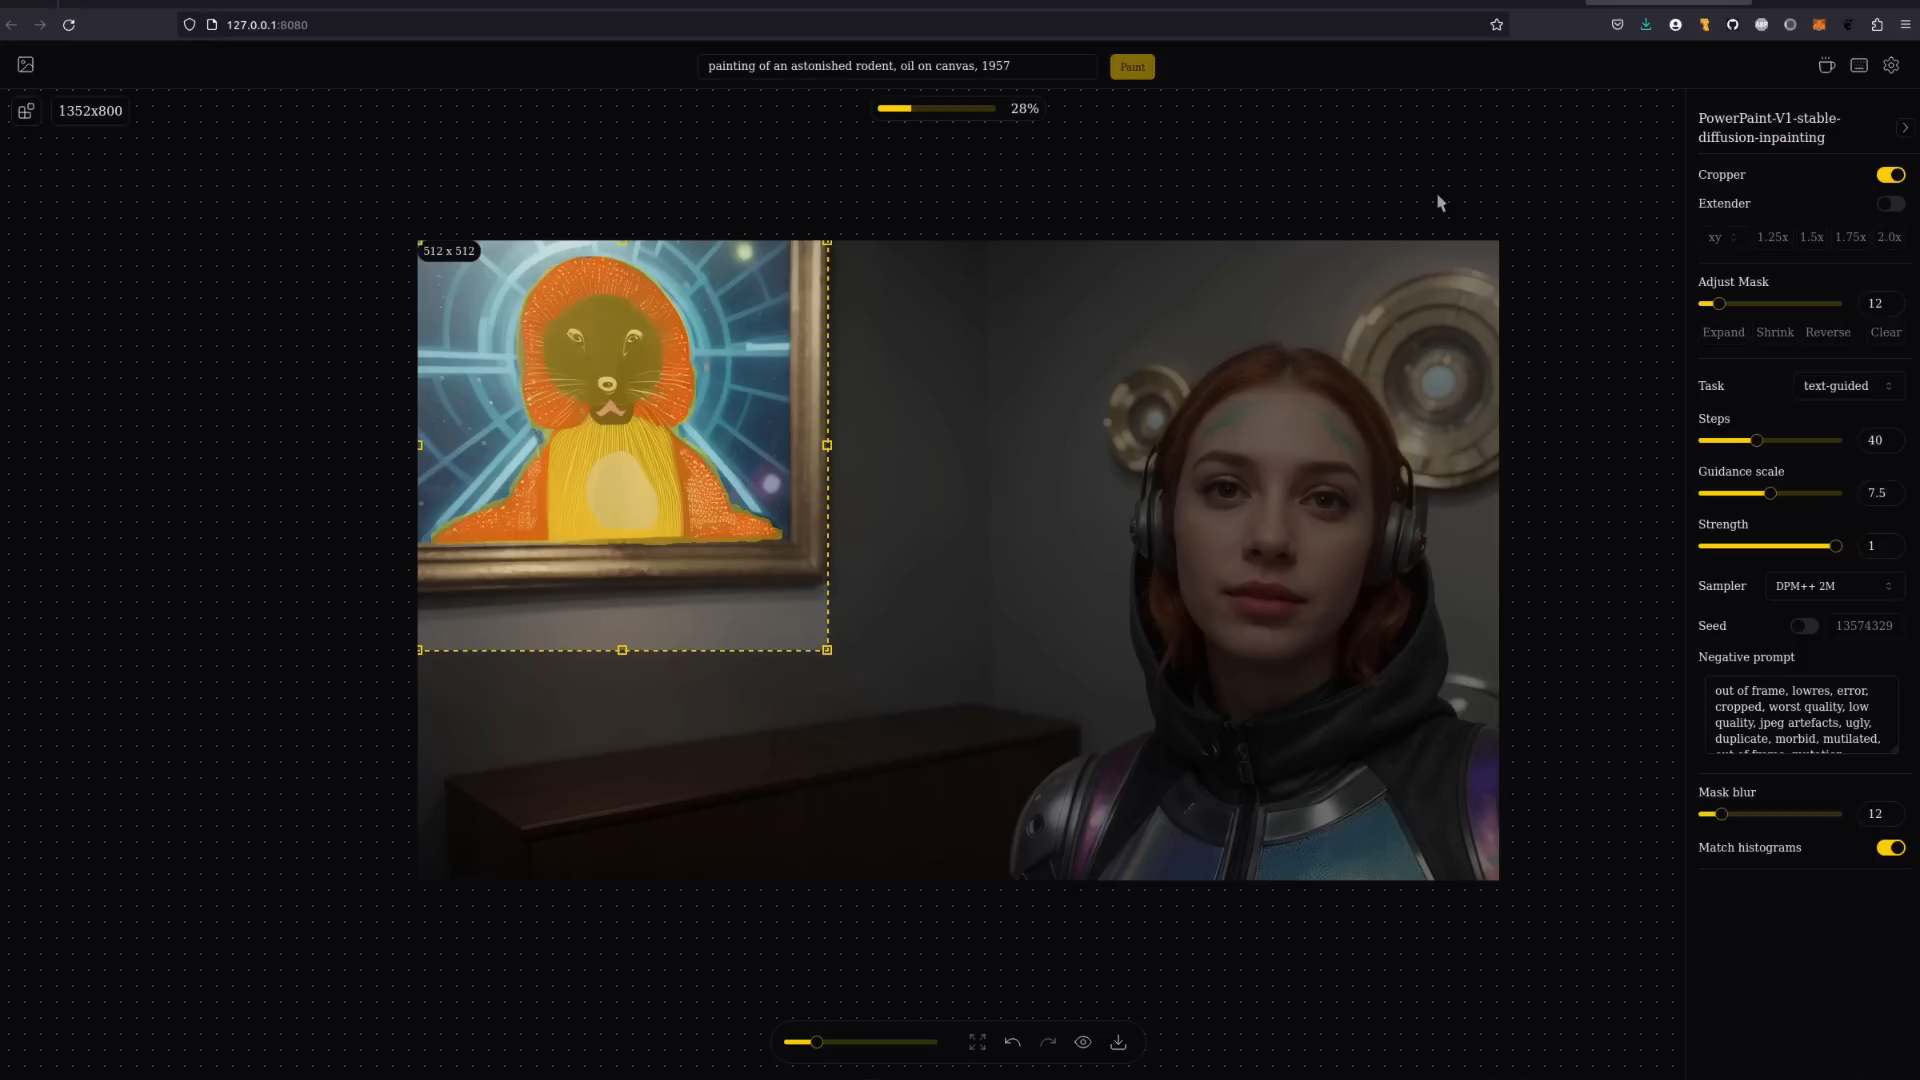 127.0.0.1:8080
painting of an astonished rodent, oil on canvas, 1957
Paint
1352x800
28%
512 x 512
PowerPaint-V1-stable-
diffusion-inpainting
Cropper
Extender
xy
1.25x
1.5x
1.75x
2.0x
Adjust Mask
12
Expand
Shrink
Reverse
Clear
Task
text-guided
Steps
40
Guidance scale
7.5
Strength
1
Sampler
DPM++ 2M
Seed
13574329
Negative prompt
out of frame, lowres, error,
cropped, worst quality, low
quality, jpeg artefacts, ugly,
duplicate, morbid, mutilated,
out of frame, mutation
Mask blur
12
Match histograms